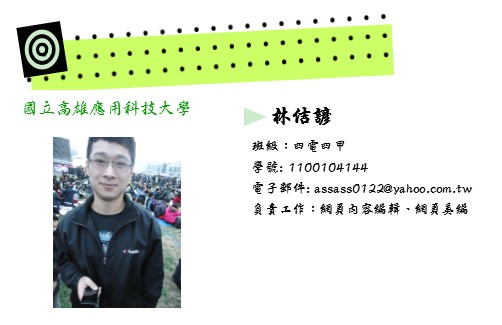 國立高雄應用科技大學
林佶諺
班級：四電四甲
學號: 1100104144
電子郵件: assass0122@yahoo.com.tw
負責工作：網頁內容編輯、網頁美編